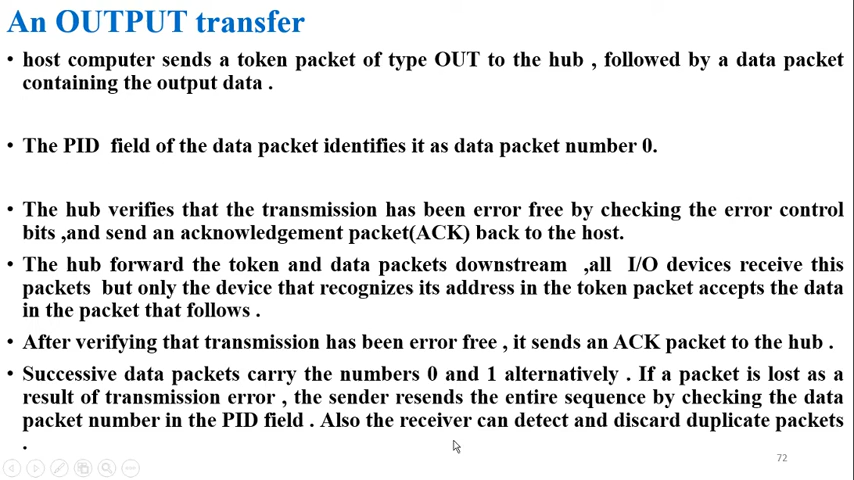 An OUTPUT transfer
• host computer sends a token packet of type OUT to the hub , followed by a data packet
containing the output data .
• The PID field of the data packet identifies it as data packet number 0.
• The hub verifies that the transmission has been error free by checking the error control
bits ,and send an acknowledgement packet(ACK) back to the host.
• The hub forward the token and data packets downstream ,all I/O devices receive this
packets but only the device that recognizes its address in the token packet accepts the data
in the packet that follows .
• After verifying that transmission has been error free , it sends an ACK packet to the hub .
• Successive data packets carry the numbers 0 and 1 alternatively . If a packet is lost as a
result of transmission error , the sender resends the entire sequence by checking the data
packet number in the PID field . Also the receiver can detect and discard duplicate packets
.
72